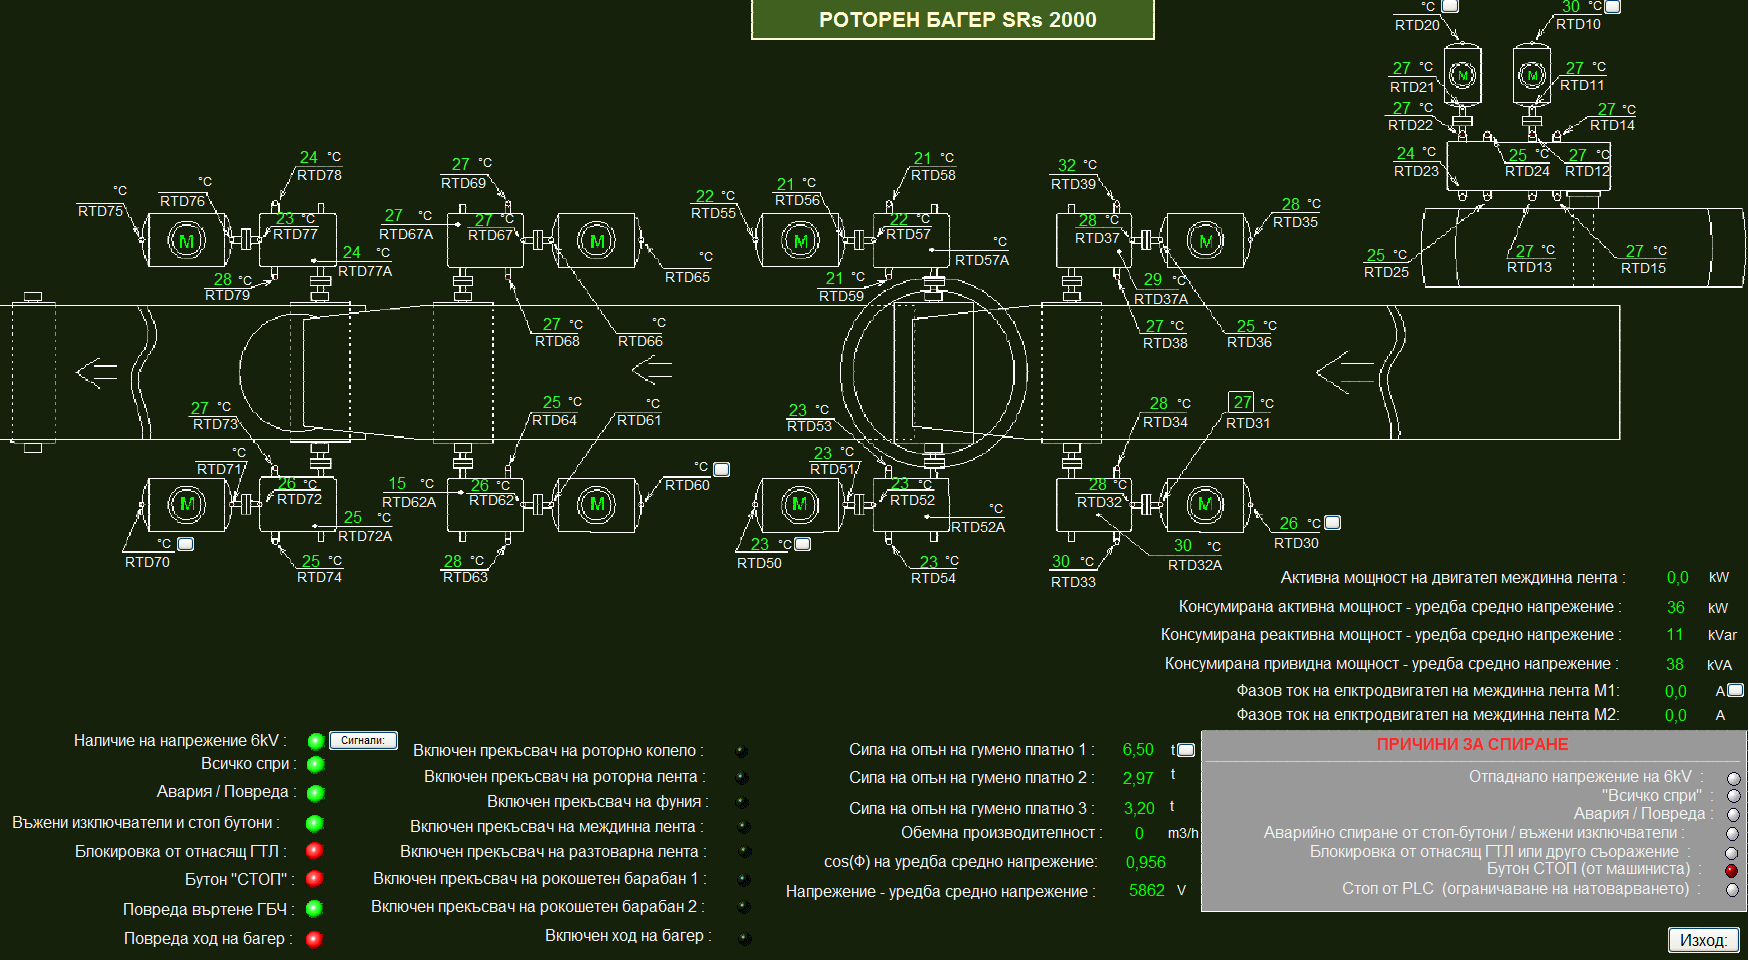 РОТОРЕН БАГЕР SRs 2000
°C
RTD20
30 °C
RTD10
27 °C
RTD21
27 °C
RTD11
27 °C
RTD22
27 °C
RTD14
24 °C
RTD23
25 °C
RTD24
27 °C
RTD12
25 °C
RTD25
27 °C
RTD13
27 °C
RTD15
24 °C
RTD78
°C
RTD75
°C
RTD76
23 °C
RTD77
24 °C
RTD77A
28 °C
RTD79
27 °C
RTD69
27 °C
RTD67A
27 °C
RTD67
°C
RTD65
27 °C
RTD68
°C
RTD66
21 °C
RTD58
22 °C
RTD55
21 °C
RTD56
22 °C
RTD57
°C
RTD57A
21 °C
RTD59
32 °C
RTD39
28 °C
RTD37
28 °C
RTD35
29 °C
RTD37A
27 °C
RTD38
25 °C
RTD36
27 °C
RTD73
25 °C
RTD64
°C
RTD61
23 °C
RTD53
28 °C
RTD34
27 °C
RTD31
°C
RTD71
26 °C
RTD72
25 °C
RTD72A
°C
RTD70
25 °C
RTD74
15 °C
RTD62A
26 °C
RTD62
°C
RTD60
28 °C
RTD63
23 °C
RTD51
23 °C
RTD52
°C
RTD52A
23 °C
RTD50
23 °C
RTD54
28 °C
RTD32
26 °C
RTD30
30 °C
RTD32A
30 °C
RTD33
M
M
M
M
M
M
M
M
M
M
Активна мощност на двигател междинна лента : 0,0 kW
Консумирана активна мощност - уредба средно напрежение : 36 kW
Консумирана реактивна мощност - уредба средно напрежение : 11 kVar
Консумирана привидна мощност - уредба средно напрежение : 38 kVA
Фазов ток на елктродвигател на междинна лента М1: 0,0 A
Фазов ток на елктродвигател на междинна лента М2: 0,0 A
Наличие на напрежение 6kV :
Сигнали:
Всичко спри :
Авария / Повреда :
Въжени изключватели и стоп бутони :
Блокировка от отнасящ ГТЛ :
Бутон "СТОП" :
Повреда въртене ГБЧ :
Повреда ход на багер :
Включен прекъсвач на роторно колело :
Включен прекъсвач на роторна лента :
Включен прекъсвач на фуния :
Включен прекъсвач на междинна лента :
Включен прекъсвач на разтоварна лента :
Включен прекъсвач на рокошетен барабан 1 :
Включен прекъсвач на рокошетен барабан 2 :
Включен ход на багер :
Сила на опън на гумено платно 1 : 6,50 t
Сила на опън на гумено платно 2 : 2,97 t
Сила на опън на гумено платно 3 : 3,20 t
Обемна производителност : 0 m3/h
cos(Ф) на уредба средно напрежение: 0,956
Напрежение - уредба средно напрежение : 5862 V
ПРИЧИНИ ЗА СПИРАНЕ
Отпаднало напрежение на 6kV :
"Всичко спри" :
Авария / Повреда :
Аварийно спиране от стоп-бутони / въжени изключватели :
Блокировка от отнасящ ГТЛ или друго съоражение :
Бутон СТОП (от машиниста) :
Стоп от PLC (ограничаване на натоварването) :
Изход: